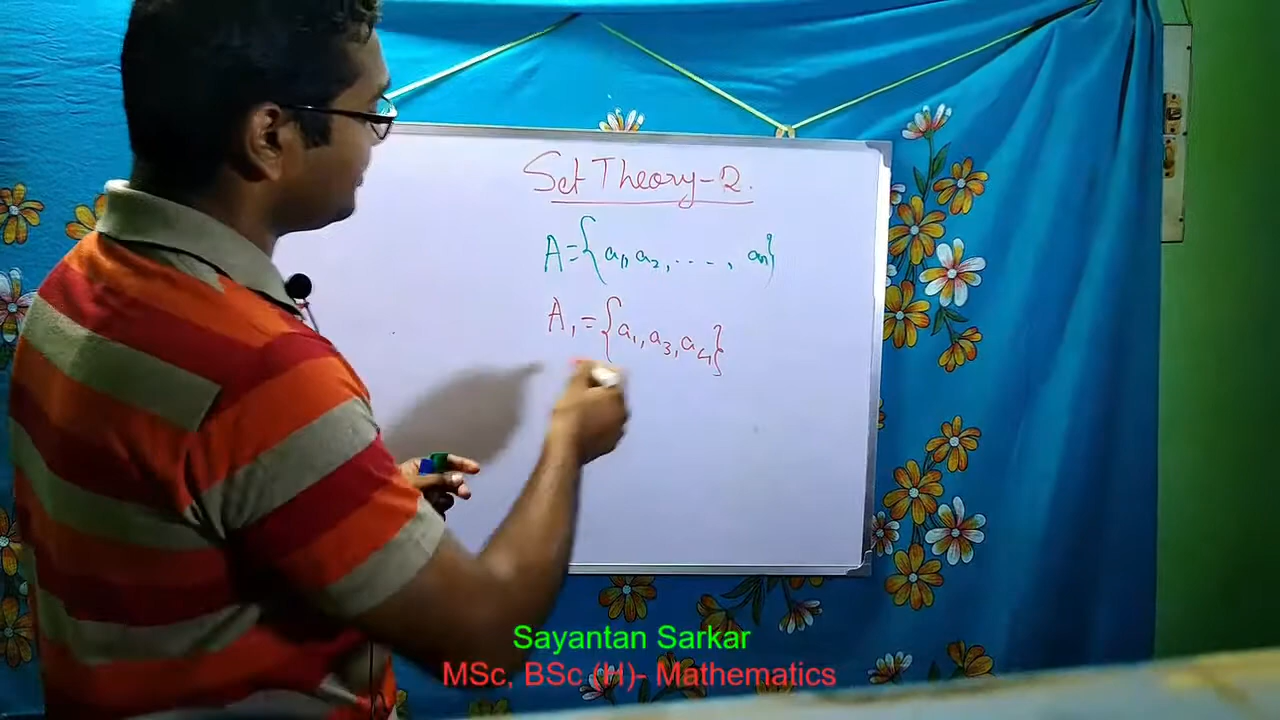 Set Theory-2.
A={a1, a2, ...., an}
A1={a1, a3, a4}
Sayantan Sarkar
MSc, BSc (H)- Mathematics